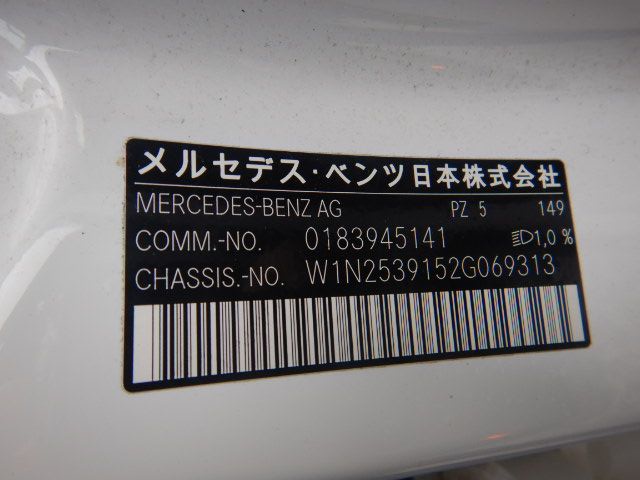 メルセデス・ベンツ日本株式会社
MERCEDES-BENZ AG PZ 5 149
COMM.-NO. 0183945141 1,0 %
CHASSIS.-NO. W1N2539152G069313